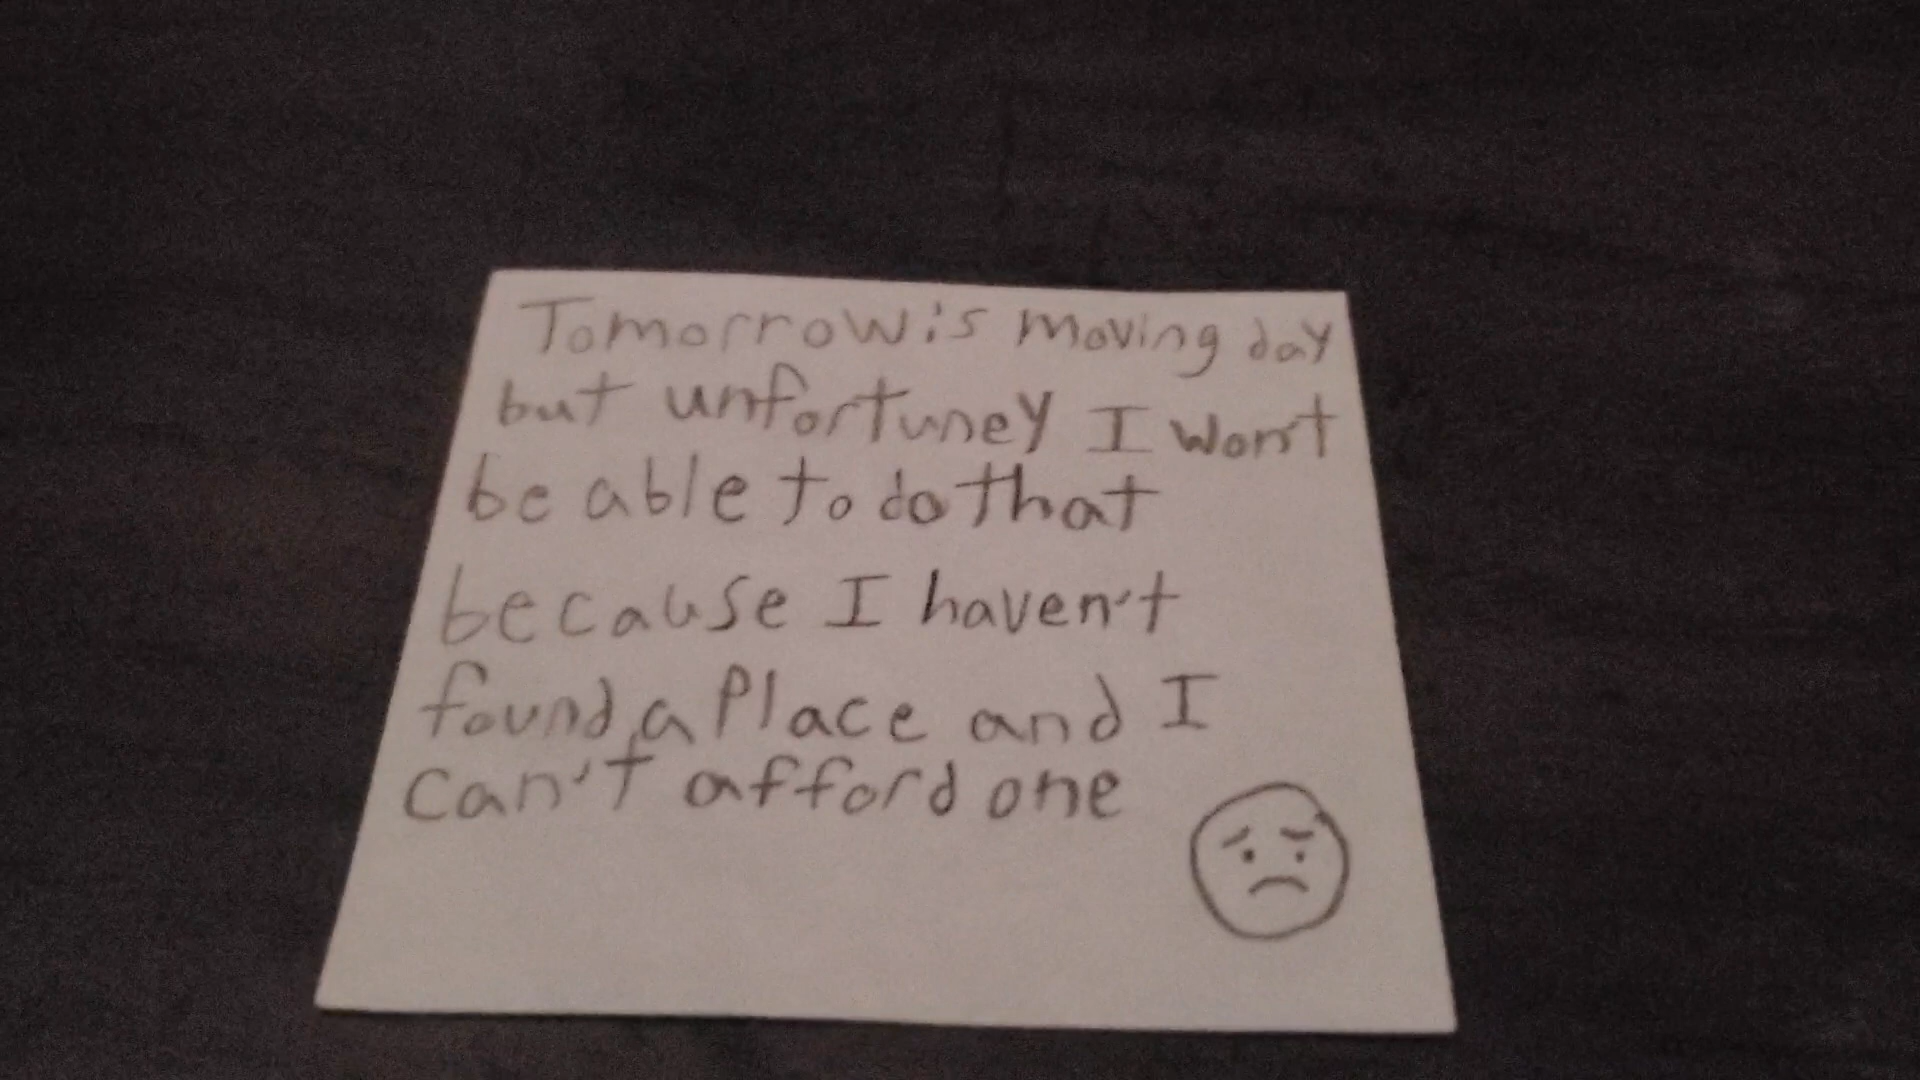 Tomorrow is moving day
but unfortuney I won't
be able to do that
because I haven't
found a place and I
can't afford one